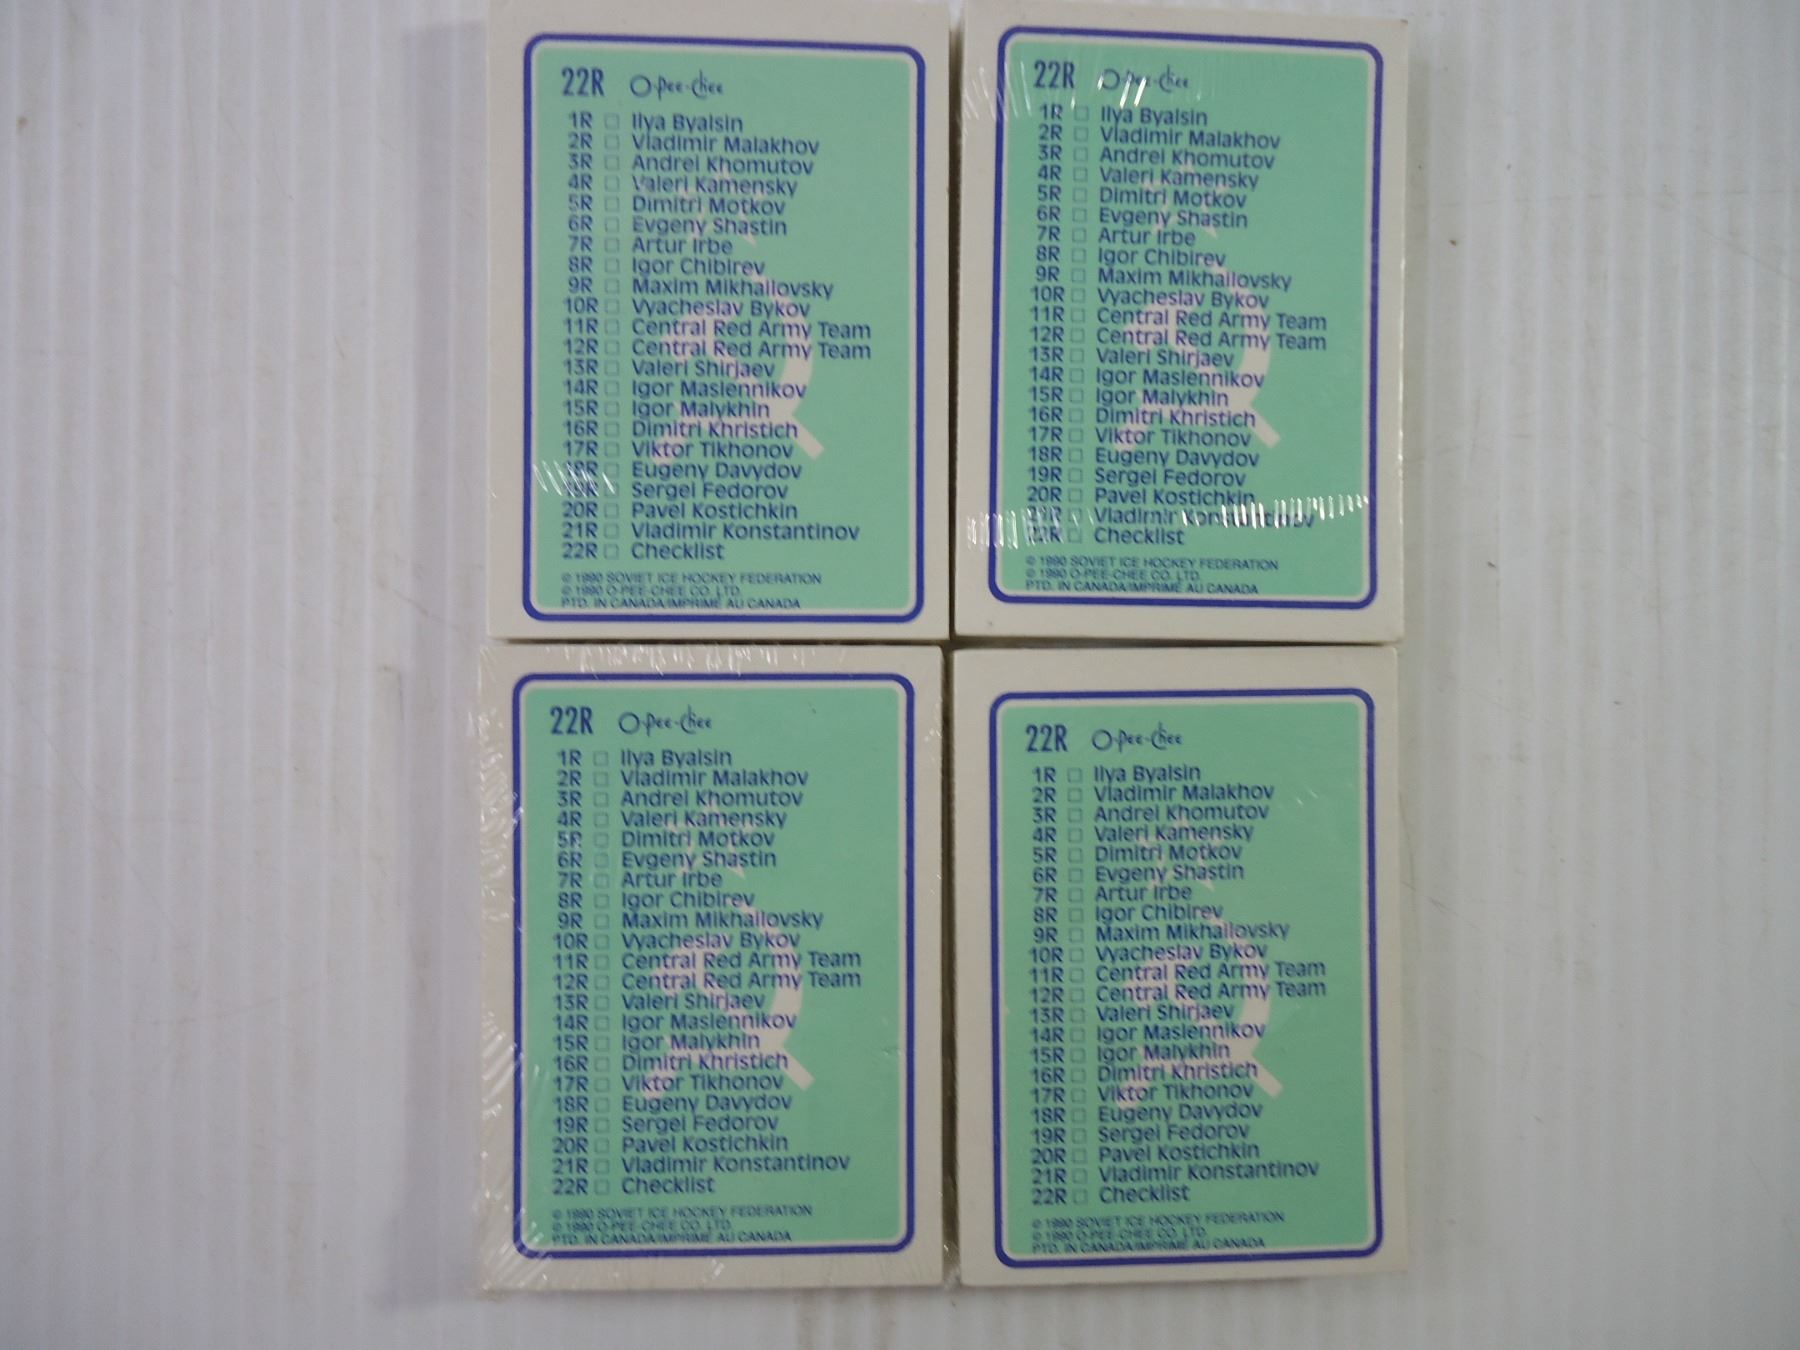 22R O-Pee-Chee
1R Ilya Byalsin
2R Vladimir Malakhov
3R Andrei Khomutov
4R Valeri Kamensky
5R Dimitri Motkov
6R Evgeny Shastin
7R Artur Irbe
8R Igor Chibirev
9R Maxim Mikhailovsky
10R Vyacheslav Bykov
11R Central Red Army Team
12R Central Red Army Team
13R Valeri Shirjaev
14R Igor Maslennikov
15R Igor Malykhin
16R Dimitri Khristich
17R Viktor Tikhonov
18R Eugeny Davydov
19R Sergei Fedorov
20R Pavel Kostichkin
21R Vladimir Konstantinov
22R Checklist
© 1990 SOVIET ICE HOCKEY FEDERATION
© 1990 O-PEE-CHEE CO. LTD.
PTD. IN CANADA/IMPRIMÉ AU CANADA
22R O-Pee-Chee
1R Ilya Byalsin
2R Vladimir Malakhov
3R Andrei Khomutov
4R Valeri Kamensky
5R Dimitri Motkov
6R Evgeny Shastin
7R Artur Irbe
8R Igor Chibirev
9R Maxim Mikhailovsky
10R Vyacheslav Bykov
11R Central Red Army Team
12R Central Red Army Team
13R Valeri Shirjaev
14R Igor Maslennikov
15R Igor Malykhin
16R Dimitri Khristich
17R Viktor Tikhonov
18R Eugeny Davydov
19R Sergei Fedorov
20R Pavel Kostichkin
21R Vladimir Konstantinov
22R Checklist
© 1990 SOVIET ICE HOCKEY FEDERATION
© 1990 O-PEE-CHEE CO. LTD.
PTD. IN CANADA/IMPRIMÉ AU CANADA
22R O-Pee-Chee
1R Ilya Byalsin
2R Vladimir Malakhov
3R Andrei Khomutov
4R Valeri Kamensky
5R Dimitri Motkov
6R Evgeny Shastin
7R Artur Irbe
8R Igor Chibirev
9R Maxim Mikhailovsky
10R Vyacheslav Bykov
11R Central Red Army Team
12R Central Red Army Team
13R Valeri Shirjaev
14R Igor Maslennikov
15R Igor Malykhin
16R Dimitri Khristich
17R Viktor Tikhonov
18R Eugeny Davydov
19R Sergei Fedorov
20R Pavel Kostichkin
21R Vladimir Konstantinov
22R Checklist
© 1990 SOVIET ICE HOCKEY FEDERATION
© 1990 O-PEE-CHEE CO. LTD.
PTD. IN CANADA/IMPRIMÉ AU CANADA
22R O-Pee-Chee
1R Ilya Byalsin
2R Vladimir Malakhov
3R Andrei Khomutov
4R Valeri Kamensky
5R Dimitri Motkov
6R Evgeny Shastin
7R Artur Irbe
8R Igor Chibirev
9R Maxim Mikhailovsky
10R Vyacheslav Bykov
11R Central Red Army Team
12R Central Red Army Team
13R Valeri Shirjaev
14R Igor Maslennikov
15R Igor Malykhin
16R Dimitri Khristich
17R Viktor Tikhonov
18R Eugeny Davydov
19R Sergei Fedorov
20R Pavel Kostichkin
21R Vladimir Konstantinov
22R Checklist
© 1990 SOVIET ICE HOCKEY FEDERATION
© 1990 O-PEE-CHEE CO. LTD.
PTD. IN CANADA/IMPRIMÉ AU CANADA